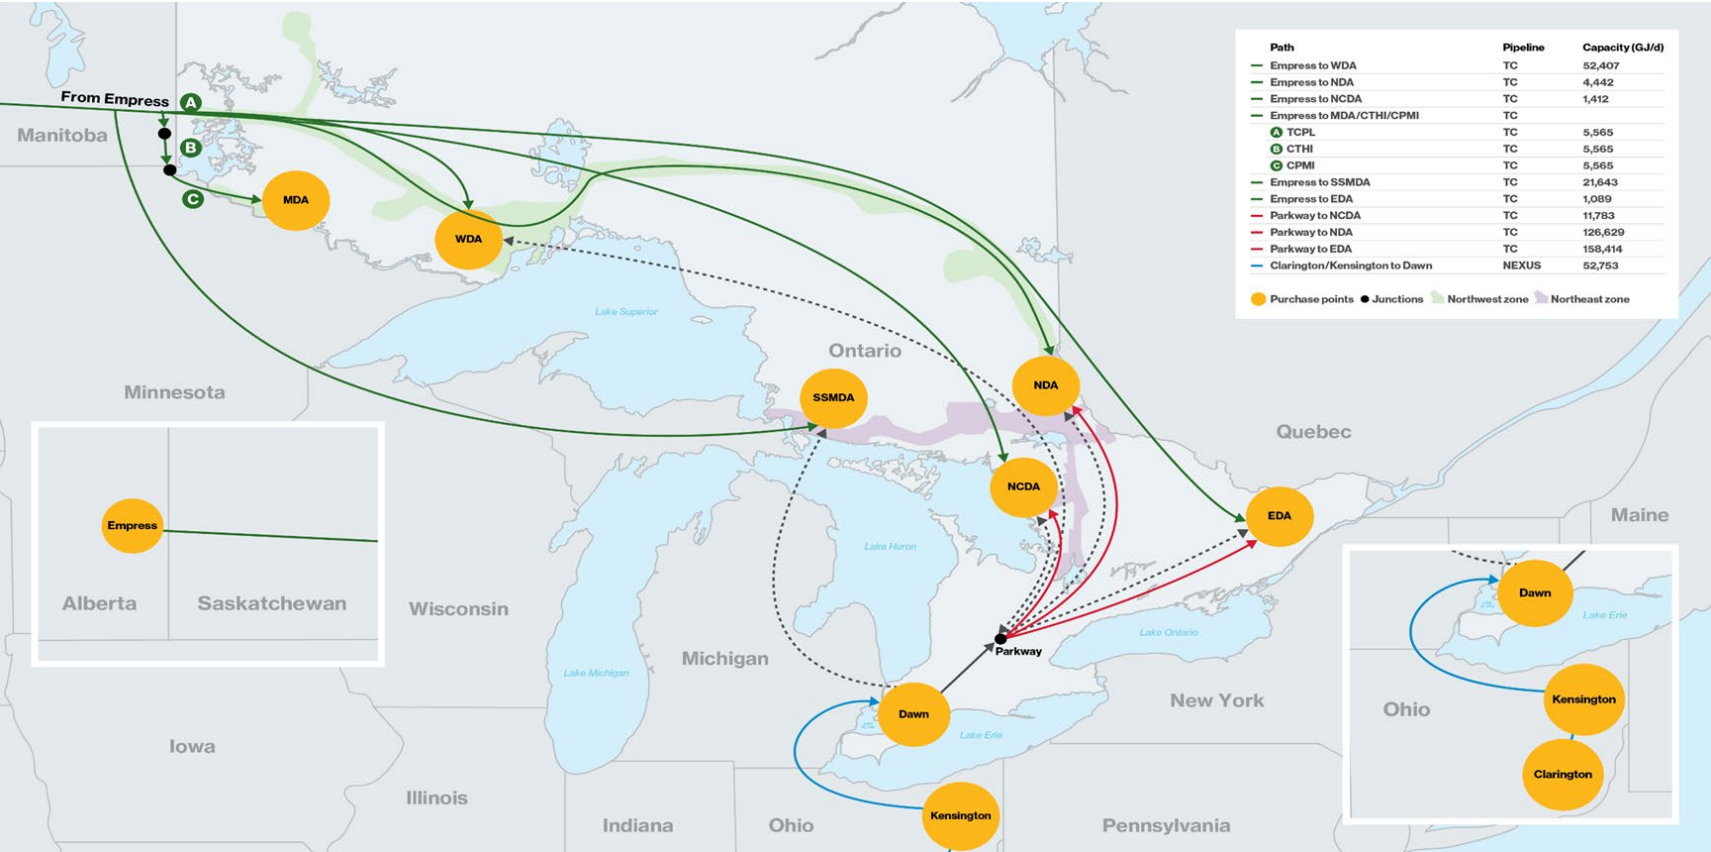 Path Pipeline Capacity (GJ/d)
Empress to WDA TC 52,407
Empress to NDA TC 4,442
Empress to NCDA TC 1,412
Empress to MDA/CTHI/CPMI TC
A TCPL TC 5,565
B CTHI TC 5,565
C CPMI TC 5,565
Empress to SSMDA TC 21,643
Empress to EDA TC 1,089
Parkway to NCDA TC 11,783
Parkway to NDA TC 126,629
Parkway to EDA TC 158,414
Clarington/Kensington to Dawn NEXUS 52,753
Purchase points Junctions Northwest zone Northeast zone
From Empress
A
Manitoba
B
C
MDA
WDA
Lake Superior
Ontario
Minnesota
SSMDA
NDA
Quebec
NCDA
EDA
Maine
Empress
Alberta
Saskatchewan
Wisconsin
Lake Huron
Lake Ontario
Parkway
Michigan
Lake Michigan
New York
Dawn
Lake Erie
Iowa
Illinois
Indiana
Ohio
Kensington
Pennsylvania
Dawn
Lake Erie
Kensington
Ohio
Clarington